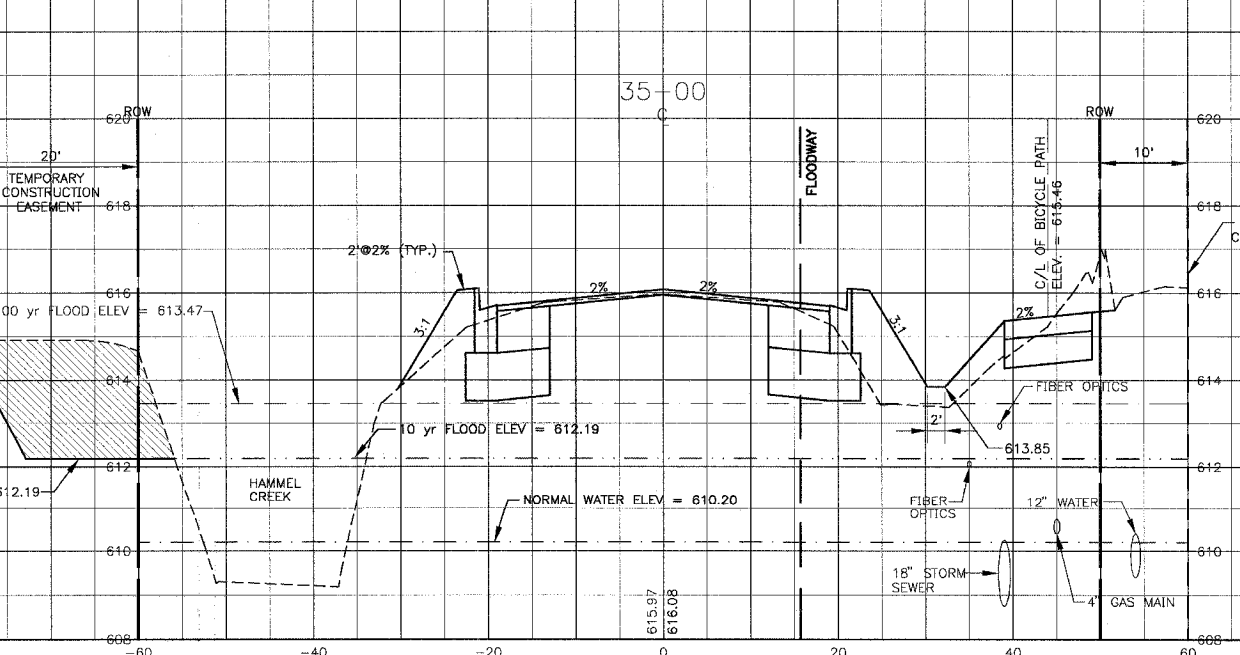 35+00
ROW
ROW
620
620
20'
10'
TEMPORARY
CONSTRUCTION
EASEMENT
FLOODWAY
C/L OF BICYCLE PATH
ELEV. = 615.46
618
618
2'@2% (TYP.)
C
616
2%
2%
616
00 yr FLOOD ELEV = 613.47
3:1
3:1
2%
614
FIBER OPTICS
614
10 yr FLOOD ELEV = 612.19
2'
613.85
612
612
612.19
HAMMEL
CREEK
NORMAL WATER ELEV = 610.20
FIBER
OPTICS
12" WATER
610
610
18" STORM
SEWER
4" GAS MAIN
615.97
616.08
608
608
-60
-40
-20
0
20
40
60